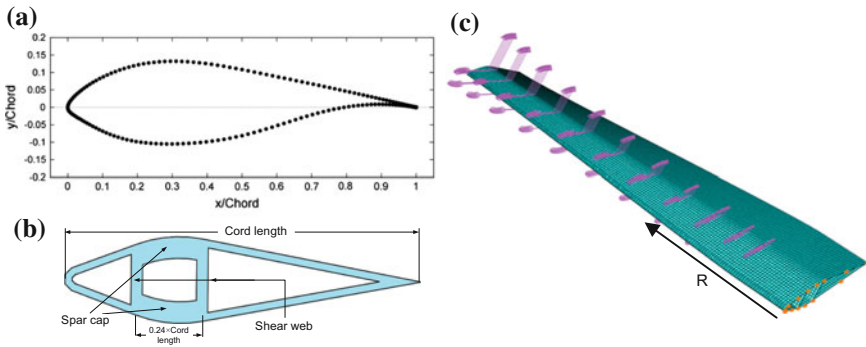 (a)
0.2
0.15
0.1
0.05
0
-0.05
-0.1
-0.15
-0.2
y/Chord
0 0.1 0.2 0.3 0.4 0.5 0.6 0.7 0.8 0.9 1
x/Chord
(b)
Cord length
Spar cap
0.24×Cord
length
Shear web
(c)
R